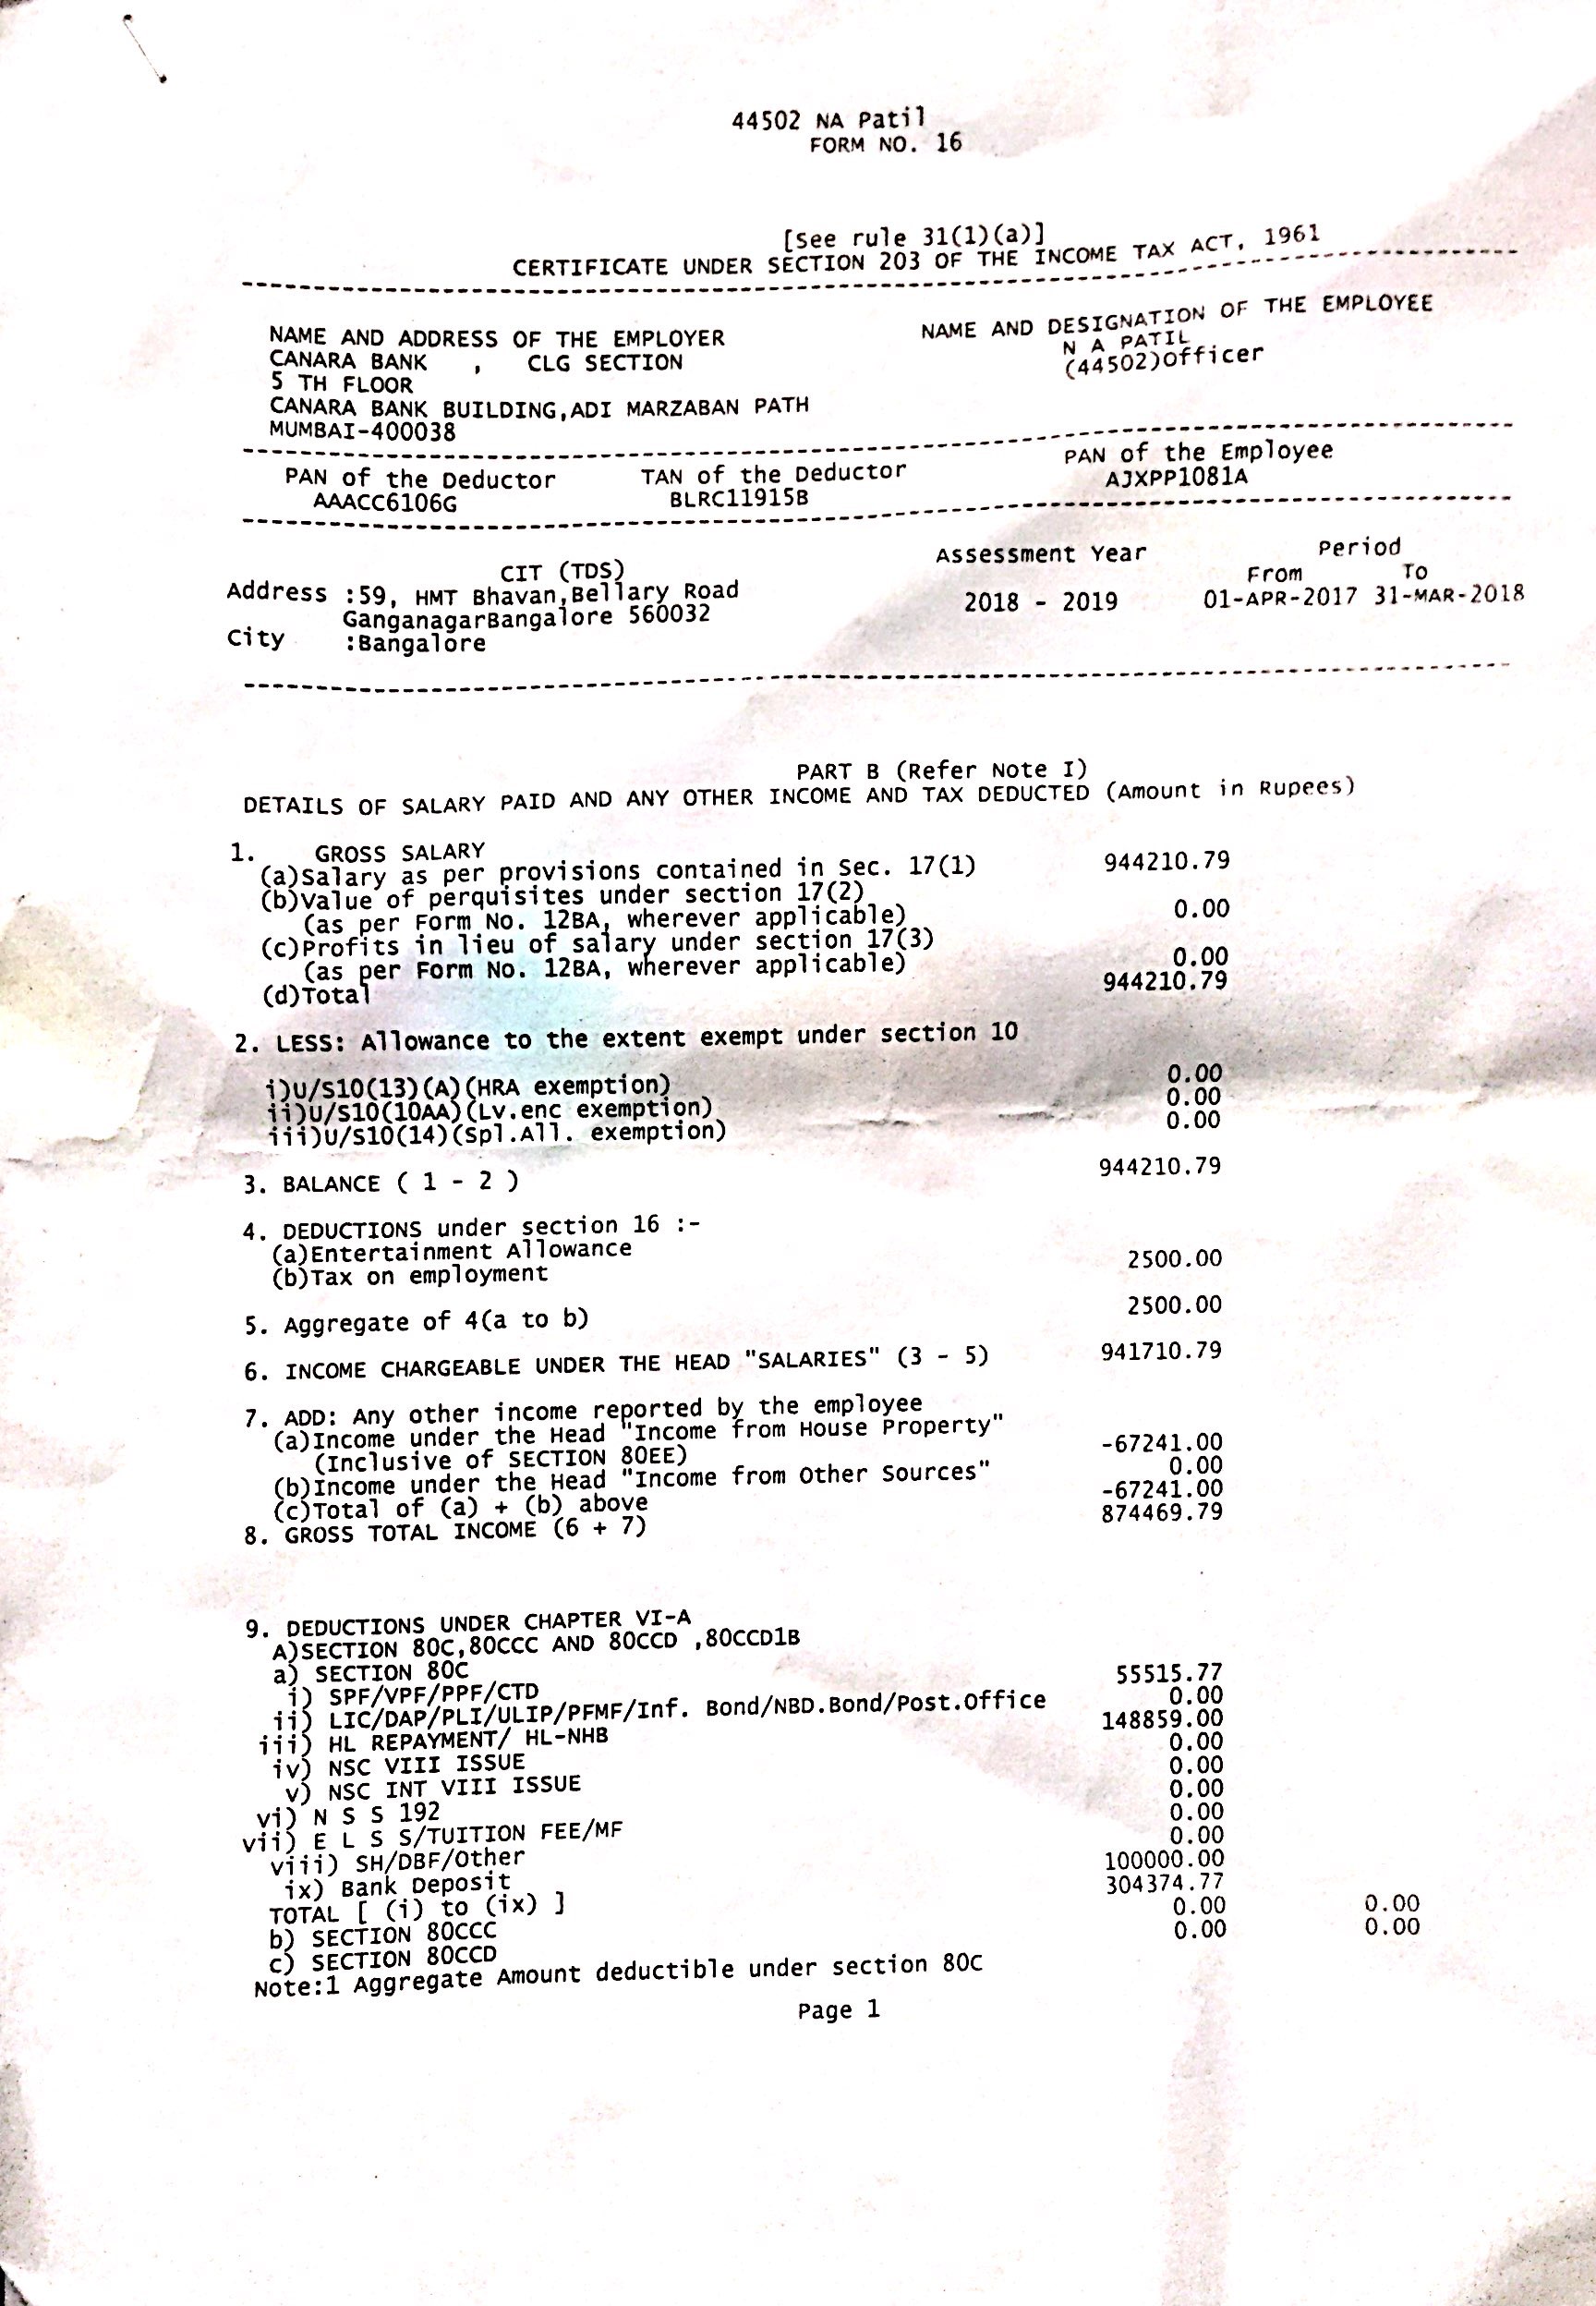 44502 NA Patil
FORM NO. 16
[See rule 31(1)(a)]
CERTIFICATE UNDER SECTION 203 OF THE INCOME TAX ACT, 1961
NAME AND ADDRESS OF THE EMPLOYER NAME AND DESIGNATION OF THE EMPLOYEE
CANARA BANK , CLG SECTION N A PATIL
5 TH FLOOR (44502)Officer
CANARA BANK BUILDING,ADI MARZABAN PATH
MUMBAI-400038
PAN of the Deductor TAN of the Deductor PAN of the Employee
AAACC6106G BLRC11915B AJXPP1081A
CIT (TDS) Assessment Year Period
From To
Address :59, HMT Bhavan,Bellary Road 2018 - 2019 01-APR-2017 31-MAR-2018
GanganagarBangalore 560032
City :Bangalore
PART B (Refer Note I)
DETAILS OF SALARY PAID AND ANY OTHER INCOME AND TAX DEDUCTED (Amount in Rupees)
1. GROSS SALARY
(a)Salary as per provisions contained in Sec. 17(1) 944210.79
(b)Value of perquisites under section 17(2)
(as per Form No. 12BA, wherever applicable) 0.00
(c)Profits in lieu of salary under section 17(3)
(as per Form No. 12BA, wherever applicable) 0.00
(d)Total 944210.79
2. LESS: Allowance to the extent exempt under section 10
i)U/S10(13)(A)(HRA exemption) 0.00
ii)U/S10(10AA)(Lv.enc exemption) 0.00
iii)U/S10(14)(Spl.All. exemption) 0.00
3. BALANCE ( 1 - 2 ) 944210.79
4. DEDUCTIONS under section 16 :-
(a)Entertainment Allowance
(b)Tax on employment 2500.00
5. Aggregate of 4(a to b) 2500.00
6. INCOME CHARGEABLE UNDER THE HEAD "SALARIES" (3 - 5) 941710.79
7. ADD: Any other income reported by the employee
(a)Income under the Head "Income from House Property"
(Inclusive of SECTION 80EE) -67241.00
(b)Income under the Head "Income from Other Sources" 0.00
(c)Total of (a) + (b) above -67241.00
8. GROSS TOTAL INCOME (6 + 7) 874469.79
9. DEDUCTIONS UNDER CHAPTER VI-A
A)SECTION 80C,80CCC AND 80CCD ,80CCD1B
a) SECTION 80C
i) SPF/VPF/PPF/CTD 55515.77
ii) LIC/DAP/PLI/ULIP/PFMF/Inf. Bond/NBD.Bond/Post.Office 0.00
iii) HL REPAYMENT/ HL-NHB 148859.00
iv) NSC VIII ISSUE 0.00
v) NSC INT VIII ISSUE 0.00
vi) N S S 192 0.00
vii) E L S S/TUITION FEE/MF 0.00
viii) SH/DBF/Other 0.00
ix) Bank Deposit 100000.00
TOTAL [ (i) to (ix) ] 304374.77
b) SECTION 80CCC 0.00 0.00
c) SECTION 80CCD 0.00 0.00
Note:1 Aggregate Amount deductible under section 80C
Page 1